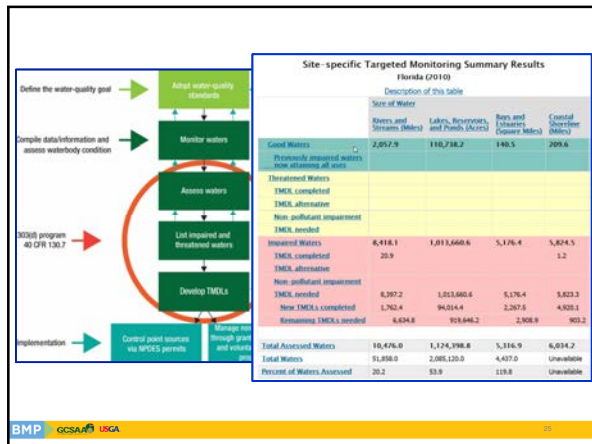 Define the water-quality goal
Adopt water-quality
standards
Compile data/information and
assess waterbody condition
Monitor waters
Assess waters
303(d) program
40 CFR 130.7
List impaired and
threatened waters
Develop TMDLs
Implementation
Control point sources
via NPDES permits
Manage non
through grant
and volunta
Site-specific Targeted Monitoring Summary Results
Florida (2010)
Description of this table
Size of Water
Rivers and Streams (Miles) Lakes, Reservoirs, and Ponds (Acres) Bays and Estuaries (Square Miles) Coastal Shoreline (Miles)
Good Waters 2,057.9 110,738.2 140.5 209.6
Previously impaired waters
now attaining all uses
Threatened Waters
TMDL completed
TMDL alternative
Non-pollutant impairment
TMDL needed
Impaired Waters 8,418.1 1,013,660.6 5,176.4 5,824.5
TMDL completed 20.9 1.2
TMDL alternative
Non-pollutant impairment
TMDL needed 8,397.2 1,013,660.6 5,176.4 5,823.3
New TMDLs completed 1,762.4 94,014.4 2,267.5 4,920.1
Remaining TMDLs needed 6,634.8 919,646.2 2,908.9 903.2
Total Assessed Waters 10,476.0 1,124,398.8 5,316.9 6,034.2
Total Waters 51,858.0 2,085,120.0 4,437.0 Unavailable
Percent of Waters Assessed 20.2 53.9 119.8 Unavailable
BMP GCSAA USGA